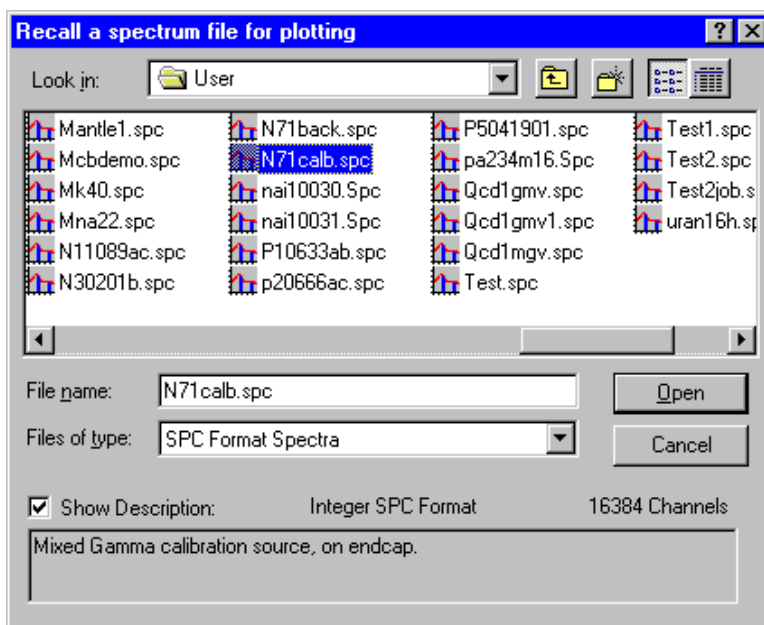 Recall a spectrum file for plotting
Look in: User
Mantle1.spc N71back.spc P5041901.spc Test1.spc
Mcbdemo.spc N71calb.spc pa234m16.Spc Test2.spc
Mk40.spc nai10030.Spc Qcd1gmv.spc Test2job.s
Mna22.spc nai10031.Spc Qcd1gmv1.spc uran16h.sp
N11089ac.spc P10633ab.spc Qcd1mgv.spc
N30201b.spc p20666ac.spc Test.spc
File name: N71calb.spc Open
Files of type: SPC Format Spectra Cancel
Show Description: Integer SPC Format 16384 Channels
Mixed Gamma calibration source, on endcap.